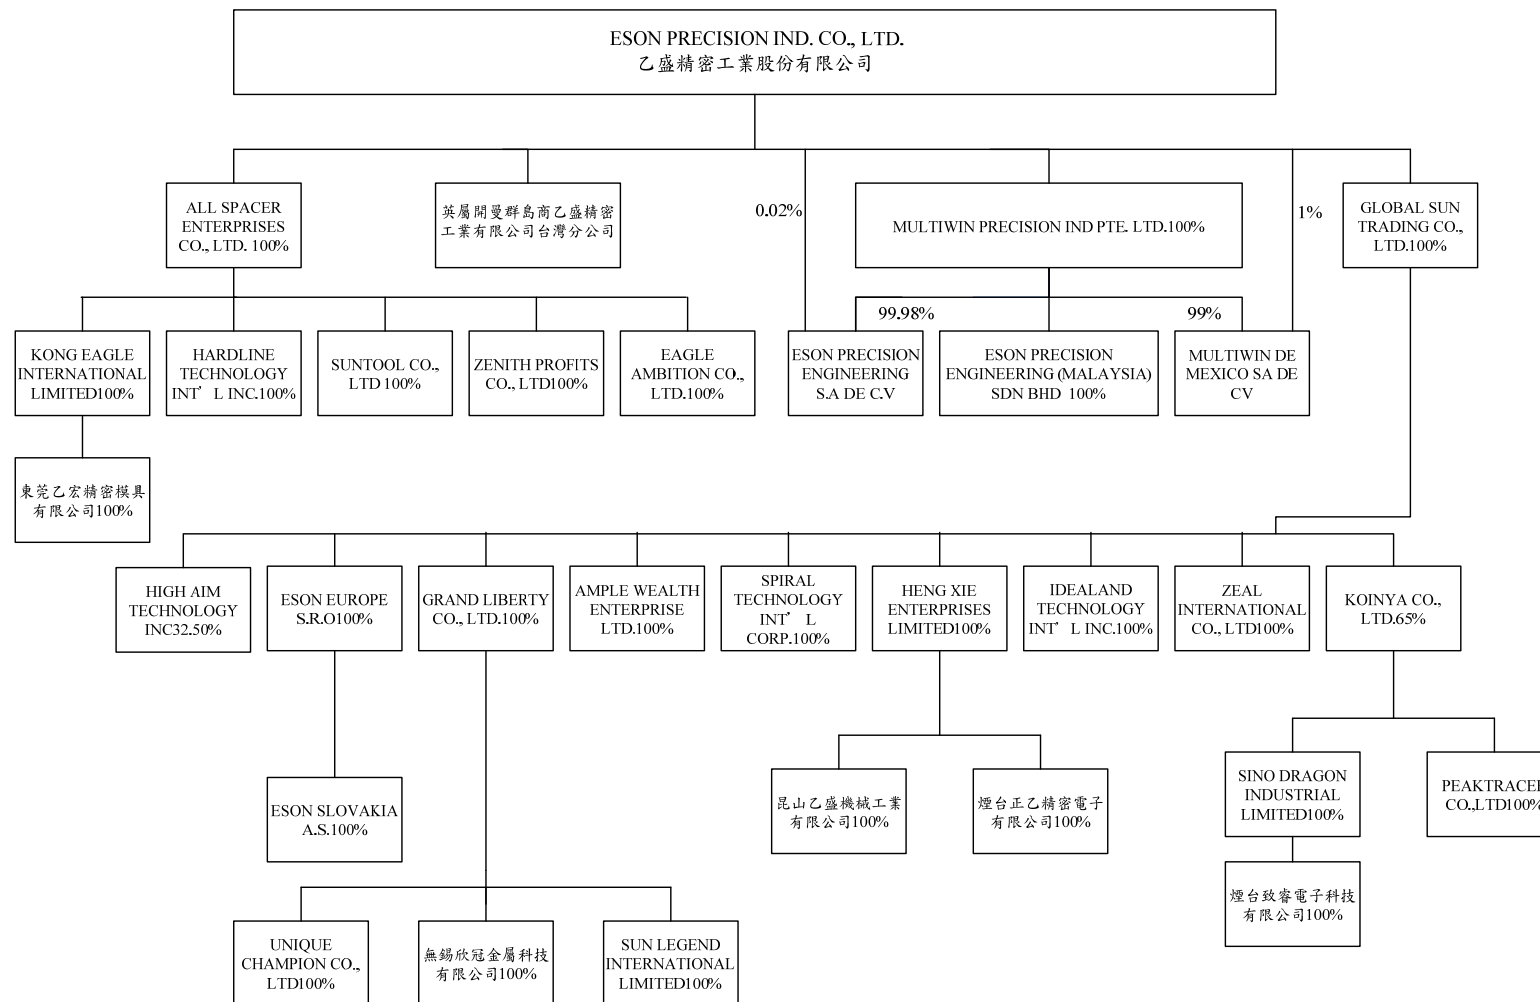 ESON PRECISION IND. CO., LTD.
乙盛精密工業股份有限公司
ALL SPACER
ENTERPRISES
CO., LTD. 100%
英屬開曼群島商乙盛精密
工業有限公司台灣分公司
0.02%
MULTIWIN PRECISION IND PTE. LTD.100%
1%
GLOBAL SUN
TRADING CO.,
LTD.100%
KONG EAGLE
INTERNATIONAL
LIMITED100%
HARDLINE
TECHNOLOGY
INT’L INC.100%
SUNTOOL CO.,
LTD 100%
ZENITH PROFITS
CO., LTD100%
EAGLE
AMBITION CO.,
LTD.100%
99.98%
99%
ESON PRECISION
ENGINEERING
S.A DE C.V
ESON PRECISION
ENGINEERING (MALAYSIA)
SDN BHD 100%
MULTIWIN DE
MEXICO SA DE
CV
東莞乙宏精密模具
有限公司100%
HIGH AIM
TECHNOLOGY
INC32.50%
ESON EUROPE
S.R.O100%
GRAND LIBERTY
CO., LTD.100%
AMPLE WEALTH
ENTERPRISE
LTD.100%
SPIRAL
TECHNOLOGY
INT’L
CORP.100%
HENG XIE
ENTERPRISES
LIMITED100%
IDEALAND
TECHNOLOGY
INT’L INC.100%
ZEAL
INTERNATIONAL
CO., LTD100%
KOINYA CO.,
LTD.65%
ESON SLOVAKIA
A.S.100%
昆山乙盛機械工業
有限公司100%
煙台正乙精密電子
有限公司100%
SINO DRAGON
INDUSTRIAL
LIMITED100%
PEAKTRACER
CO.,LTD100%
煙台致睿電子科技
有限公司100%
UNIQUE
CHAMPION CO.,
LTD100%
無錫欣冠金屬科技
有限公司100%
SUN LEGEND
INTERNATIONAL
LIMITED100%